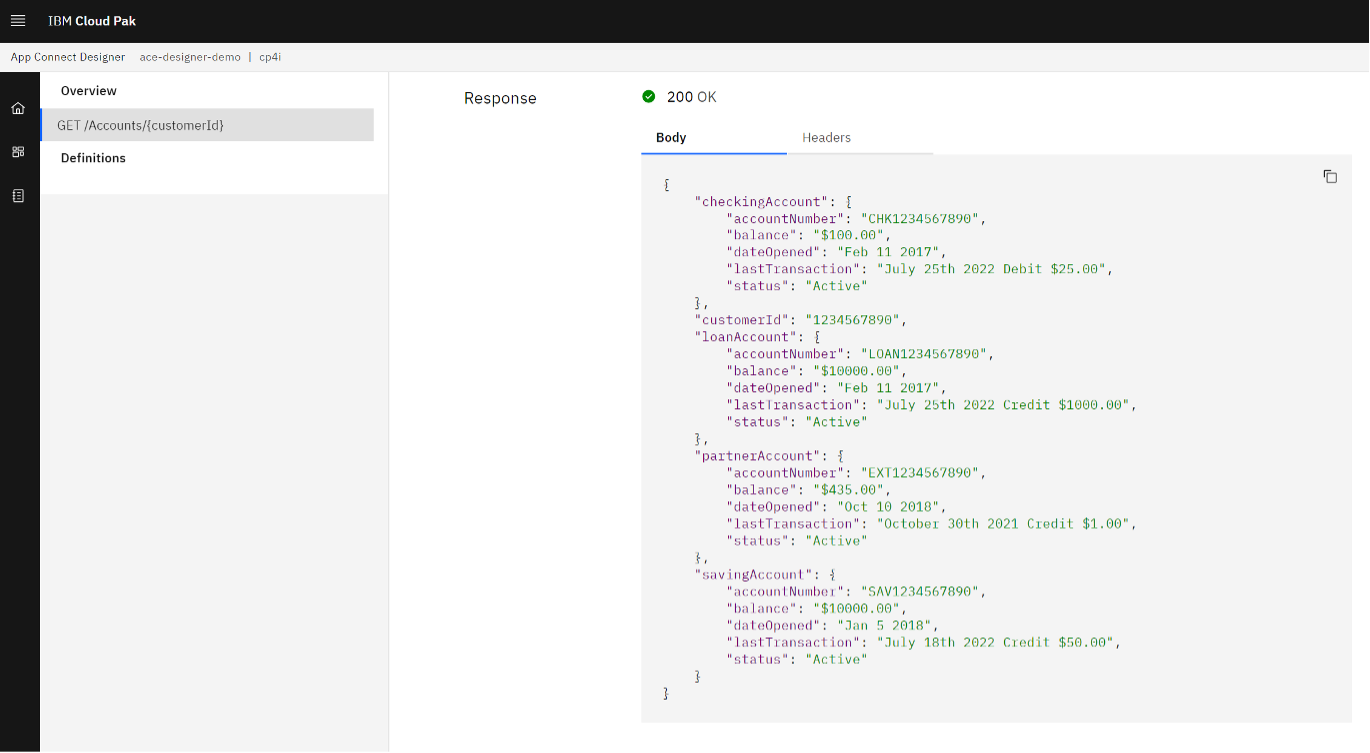 IBM Cloud Pak
App Connect Designer ace-designer-demo | cp4i
Overview
GET /Accounts/{customerId}
Definitions
Response
200 OK
Body Headers
{
    "checkingAccount": {
        "accountNumber": "CHK1234567890",
        "balance": "$100.00",
        "dateOpened": "Feb 11 2017",
        "lastTransaction": "July 25th 2022 Debit $25.00",
        "status": "Active"
    },
    "customerId": "1234567890",
    "loanAccount": {
        "accountNumber": "LOAN1234567890",
        "balance": "$10000.00",
        "dateOpened": "Feb 11 2017",
        "lastTransaction": "July 25th 2022 Credit $1000.00",
        "status": "Active"
    },
    "partnerAccount": {
        "accountNumber": "EXT1234567890",
        "balance": "$435.00",
        "dateOpened": "Oct 10 2018",
        "lastTransaction": "October 30th 2021 Credit $1.00",
        "status": "Active"
    },
    "savingAccount": {
        "accountNumber": "SAV1234567890",
        "balance": "$10000.00",
        "dateOpened": "Jan 5 2018",
        "lastTransaction": "July 18th 2022 Credit $50.00",
        "status": "Active"
    }
}